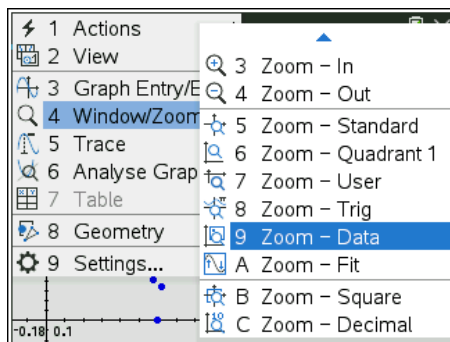 1 Actions
2 View
3 Graph Entry/E
4 Window/Zoom
5 Trace
6 Analyse Grap
7 Table
8 Geometry
9 Settings...
3 Zoom – In
4 Zoom – Out
5 Zoom – Standard
6 Zoom – Quadrant 1
7 Zoom – User
8 Zoom – Trig
9 Zoom – Data
A Zoom – Fit
B Zoom – Square
C Zoom – Decimal
-0.18 0.1